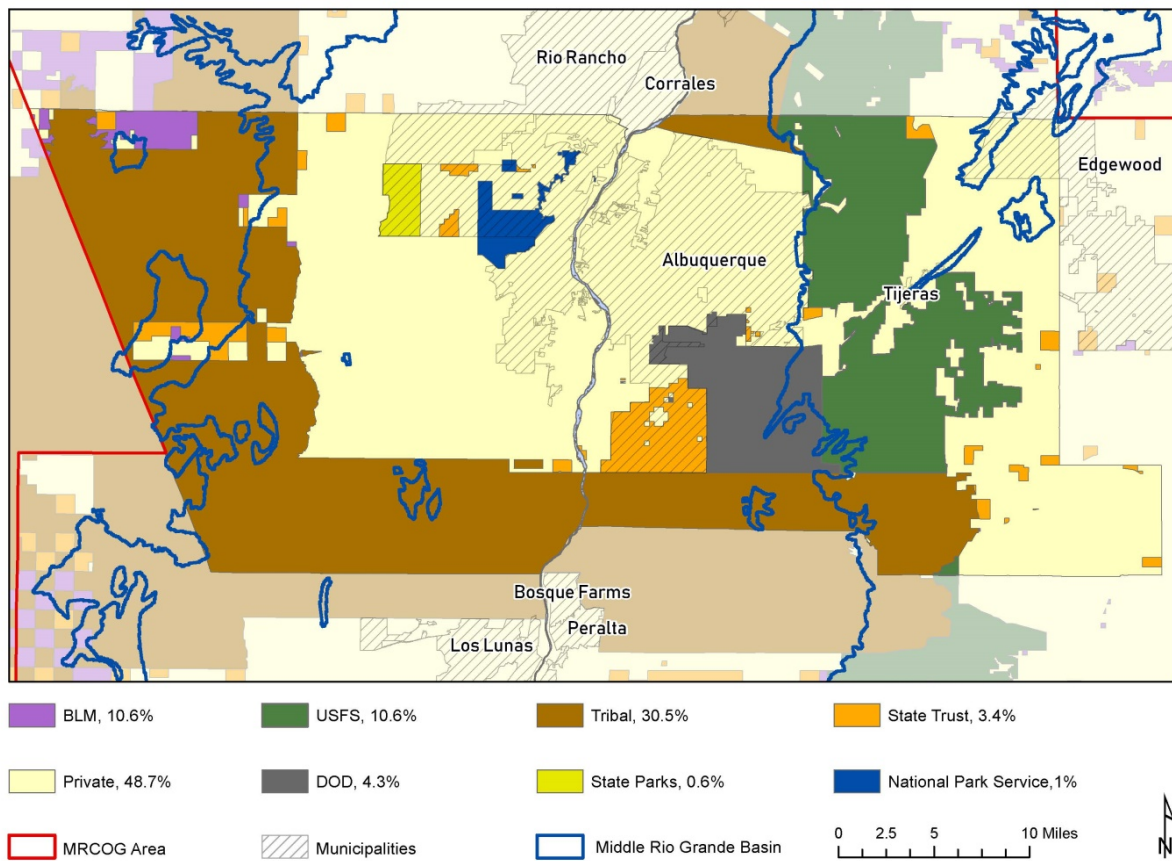 Rio Rancho
Corrales
Edgewood
Albuquerque
Tijeras
Bosque Farms
Peralta
Los Lunas
BLM, 10.6%
USFS, 10.6%
Tribal, 30.5%
State Trust, 3.4%
Private, 48.7%
DOD, 4.3%
State Parks, 0.6%
National Park Service,1%
MRCOG Area
Municipalities
Middle Rio Grande Basin
0 2.5 5 10 Miles
N